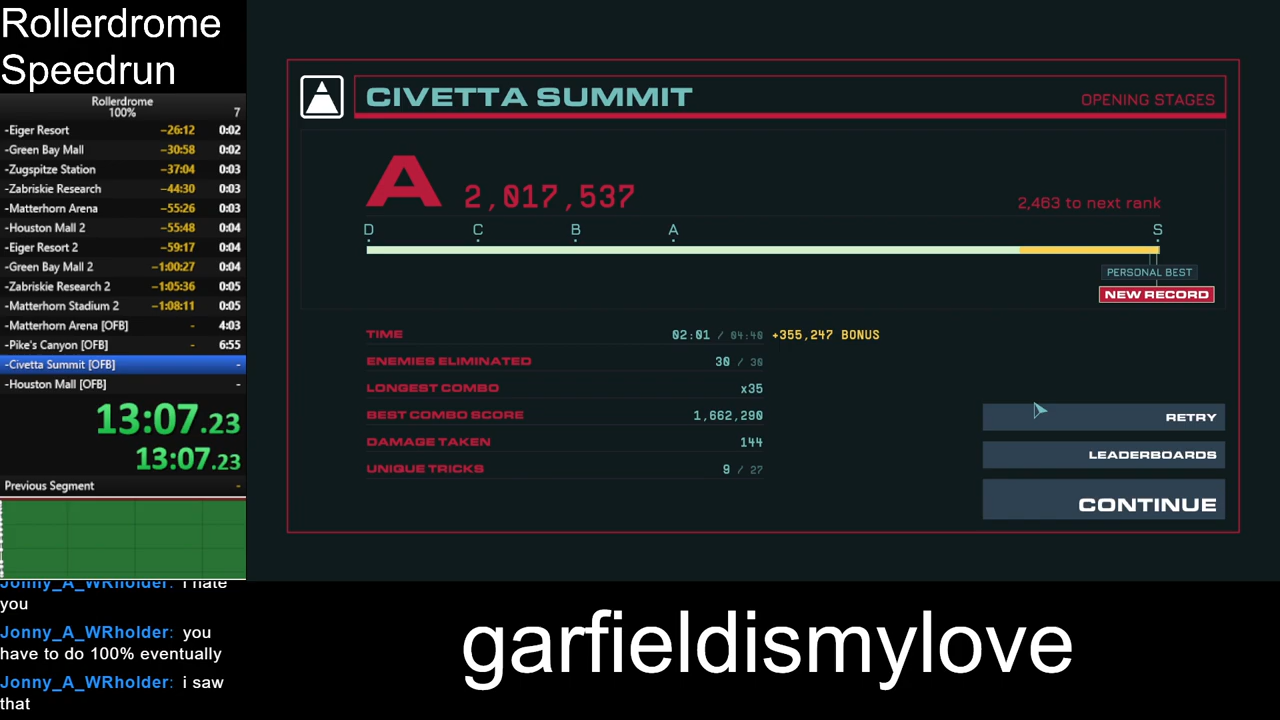 Rollerdrome
Speedrun
Rollerdrome
100% 7
-Eiger Resort −26:12 0:02
-Green Bay Mall −30:58 0:02
-Zugspitze Station −37:04 0:03
-Zabriskie Research −44:30 0:03
-Matterhorn Arena −55:26 0:03
-Houston Mall 2 −55:48 0:04
-Eiger Resort 2 −59:17 0:04
-Green Bay Mall 2 −1:00:27 0:04
-Zabriskie Research 2 −1:05:36 0:05
-Matterhorn Stadium 2 −1:08:11 0:05
-Matterhorn Arena [OFB] - 4:03
-Pike's Canyon [OFB] - 6:55
-Civetta Summit [OFB] -
-Houston Mall [OFB] -
13:07.23
13:07.23
Previous Segment -
Jonny_A_WRholder: i hate
you
Jonny_A_WRholder: you
have to do 100% eventually
Jonny_A_WRholder: i saw
that
CIVETTA SUMMIT OPENING STAGES
A 2,017,537 2,463 to next rank
D C B A S
PERSONAL BEST
NEW RECORD
TIME 02:01 / 04:40 +355,247 BONUS
ENEMIES ELIMINATED 30 / 30
LONGEST COMBO x35
BEST COMBO SCORE 1,662,290
DAMAGE TAKEN 144
UNIQUE TRICKS 9 / 27
RETRY
LEADERBOARDS
CONTINUE
garfieldismylove